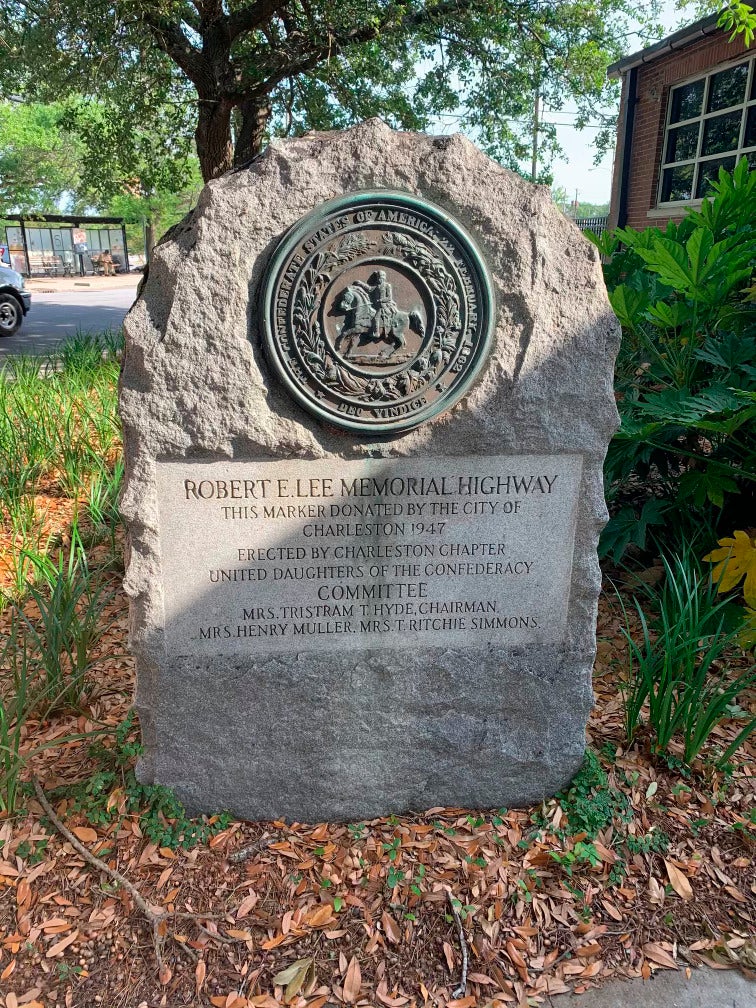 THE CONFEDERATE STATES OF AMERICA: 22 FEBRUARY 1862
DEO VINDICE
ROBERT E. LEE MEMORIAL HIGHWAY
THIS MARKER DONATED BY THE CITY OF
CHARLESTON 1947
ERECTED BY CHARLESTON CHAPTER
UNITED DAUGHTERS OF THE CONFEDERACY
COMMITTEE
MRS. TRISTRAM T. HYDE, CHAIRMAN,
MRS. HENRY MULLER, MRS. T. RITCHIE SIMMONS.